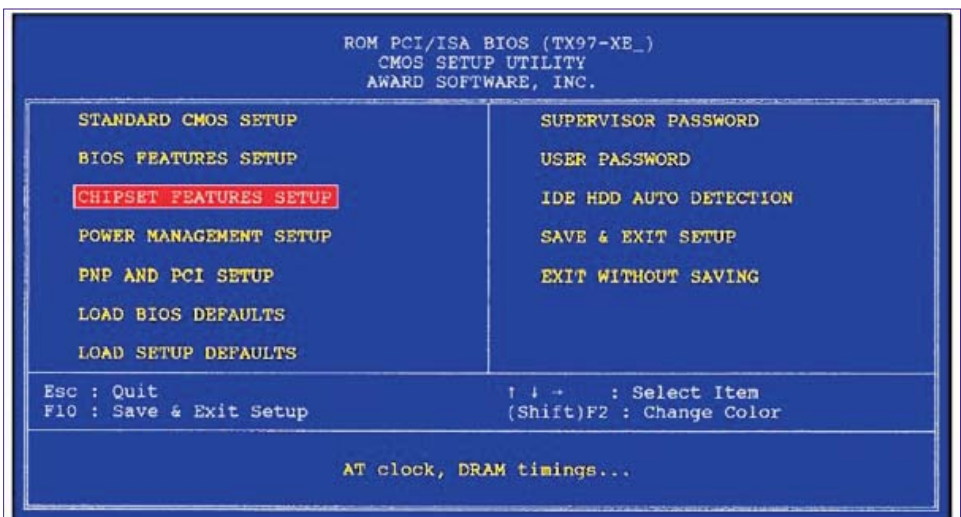 ROM PCI/ISA BIOS (TX97-XE_)
CMOS SETUP UTILITY
AWARD SOFTWARE, INC.
STANDARD CMOS SETUP
BIOS FEATURES SETUP
CHIPSET FEATURES SETUP
POWER MANAGEMENT SETUP
PNP AND PCI SETUP
LOAD BIOS DEFAULTS
LOAD SETUP DEFAULTS
SUPERVISOR PASSWORD
USER PASSWORD
IDE HDD AUTO DETECTION
SAVE & EXIT SETUP
EXIT WITHOUT SAVING
Esc : Quit
F10 : Save & Exit Setup
↑ ↓ → : Select Item
(Shift)F2 : Change Color
AT clock, DRAM timings...